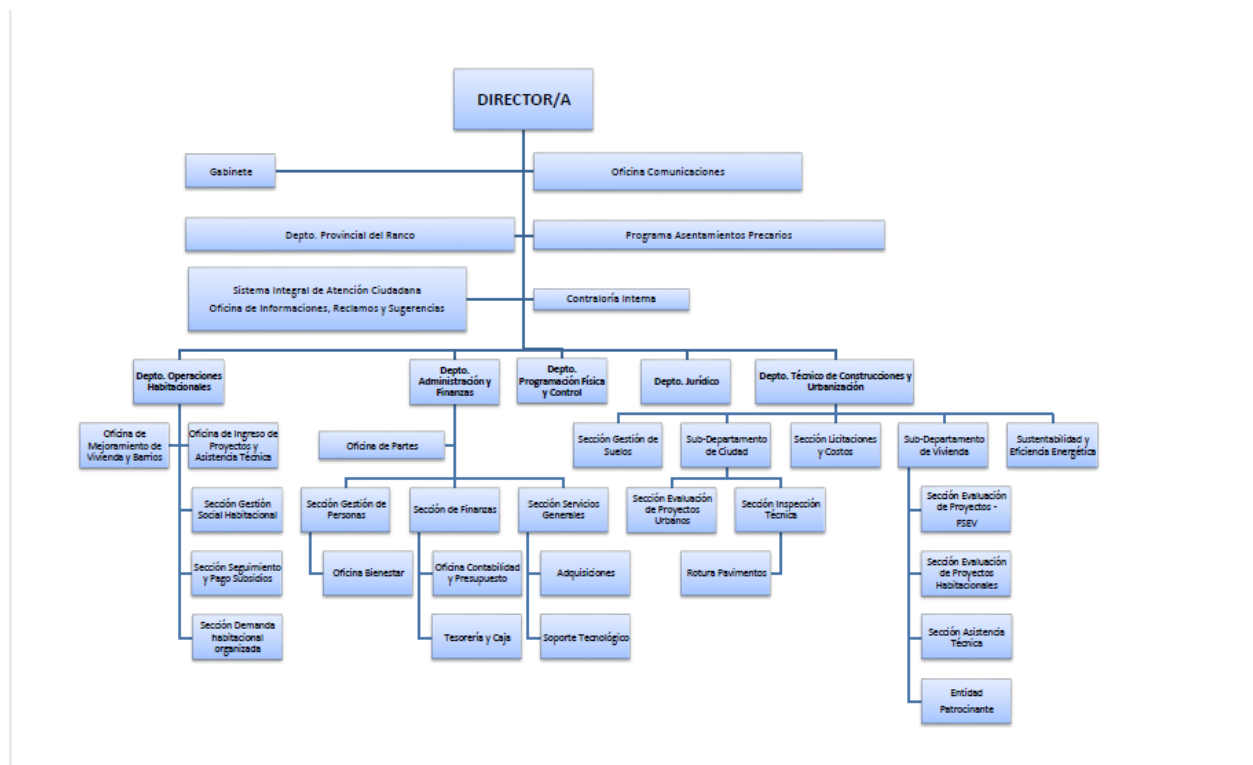 DIRECTOR/A
Gabinete
Oficina Comunicaciones
Depto. Provincial del Ranco
Programa Asentamientos Precarios
Sistema Integral de Atención Ciudadana
Oficina de Informaciones, Reclamos y Sugerencias
Contraloría Interna
Depto. Operaciones
Habitacionales
Depto.
Administración y
Finanzas
Depto.
Programación Física
y Control
Depto. Jurídico
Depto. Técnico de Construcciones y
Urbanización
Oficina de
Mejoramiento de
Vivienda y Barrios
Oficina de Ingreso de
Proyectos y
Asistencia Técnica
Oficina de Partes
Sección Gestión de
Suelos
Sub-Departamento
de Ciudad
Sección Licitaciones
y Costos
Sub-Departamento
de Vivienda
Sustentabilidad y
Eficiencia Energética
Sección Gestión
Social Habitacional
Sección Gestión de
Personas
Sección de Finanzas
Sección Servicios
Generales
Sección Evaluación
de Proyectos
Urbanos
Sección Inspección
Técnica
Sección Evaluación
de Proyectos -
FSEV
Sección Seguimiento
y Pago Subsidios
Oficina Bienestar
Oficina Contabilidad
y Presupuesto
Adquisiciones
Rotura Pavimentos
Sección Evaluación
de Proyectos
Habitacionales
Sección Demanda
habitacional
organizada
Tesorería y Caja
Soporte Tecnológico
Sección Asistencia
Técnica
Entidad
Patrocinante